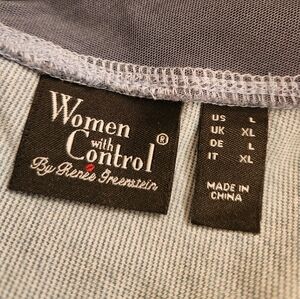 Women
with
Control®
By Renée Greenstein
US L
UK XL
DE L
IT XL
MADE IN
CHINA